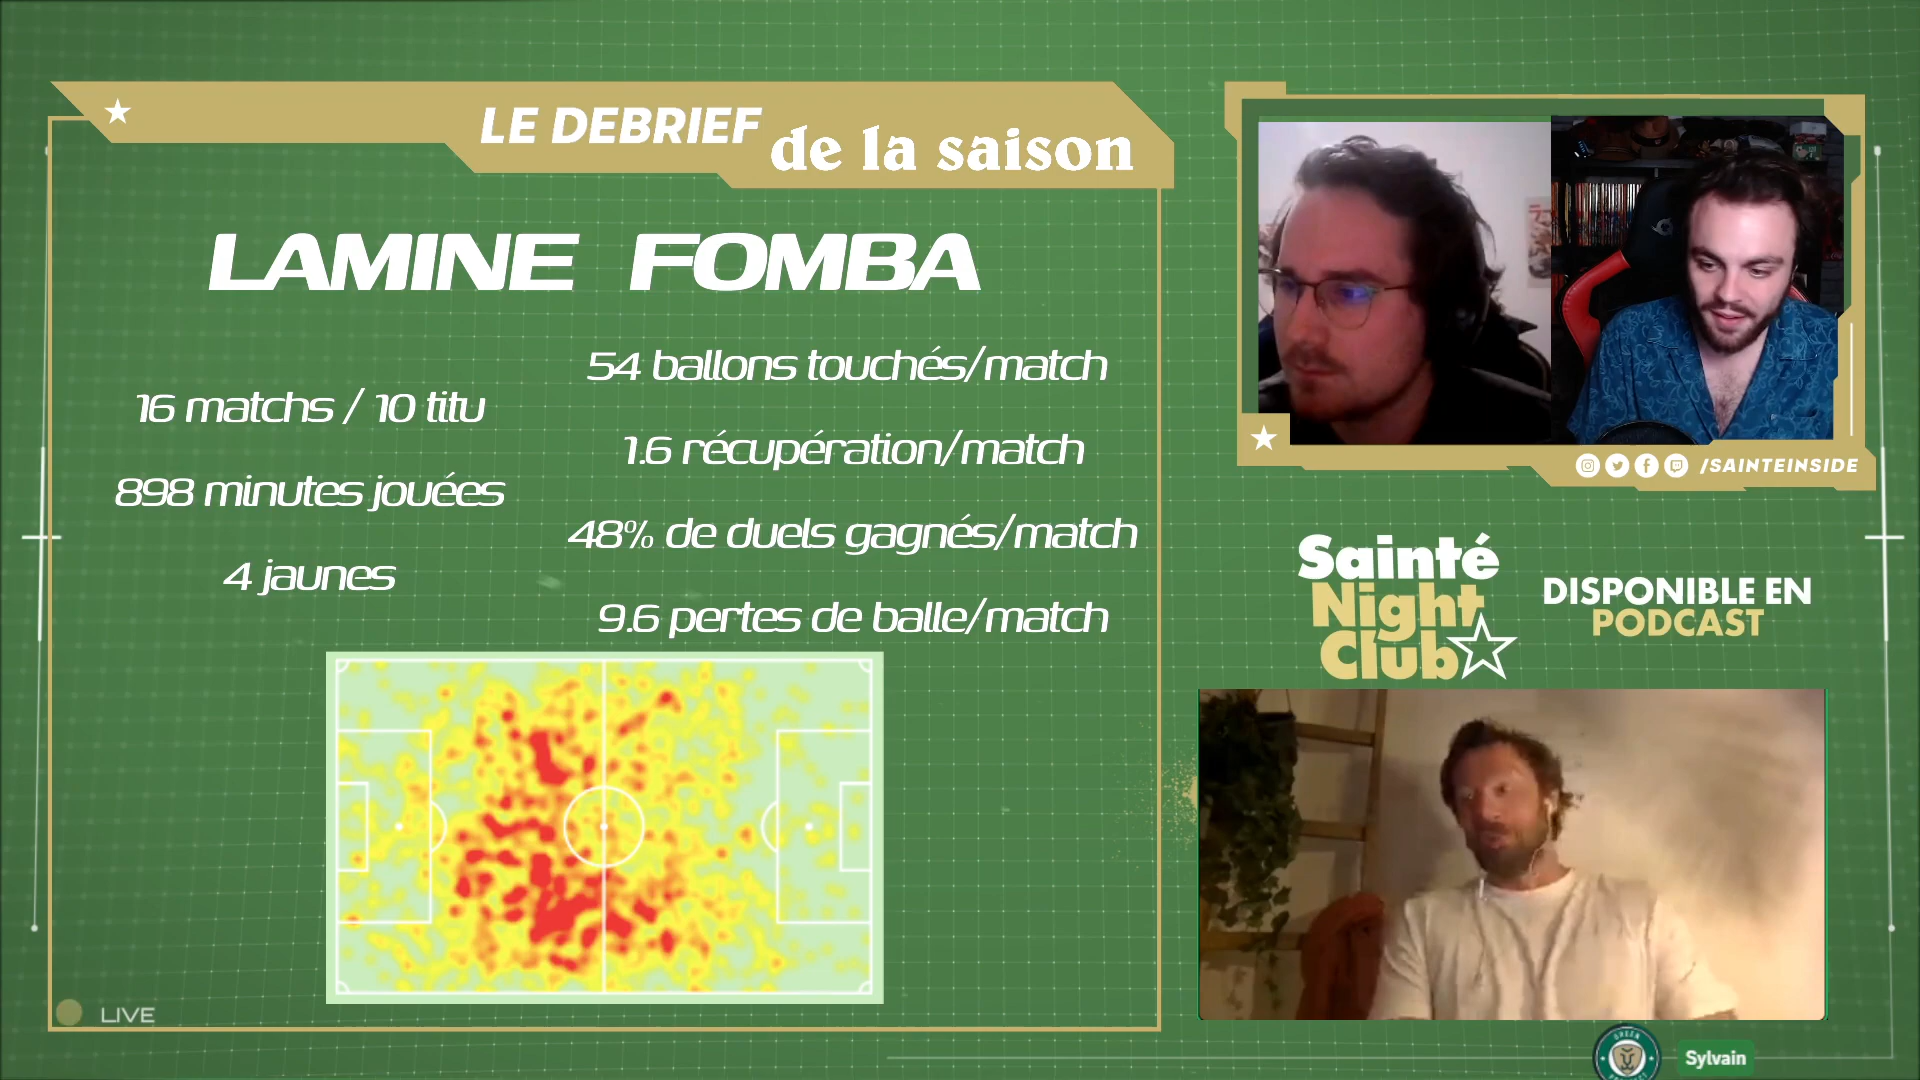 LE DEBRIEF de la saison
LAMINE FOMBA
16 matchs / 10 titu
898 minutes jouées
4 jaunes
54 ballons touchés/match
1.6 récupération/match
48% de duels gagnés/match
9.6 pertes de balle/match
LIVE
/SAINTEINSIDE
Sainté
Night
Club
DISPONIBLE EN
PODCAST
GREEN
Sylvain